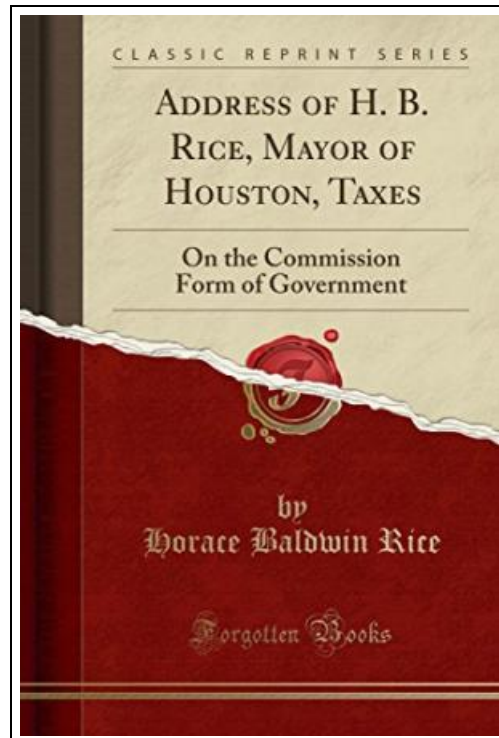 CLASSIC REPRINT SERIES
ADDRESS OF H. B.
RICE, MAYOR OF
HOUSTON, TAXES
On the Commission
Form of Government
F
by
Horace Baldwin Rice
Forgotten Books